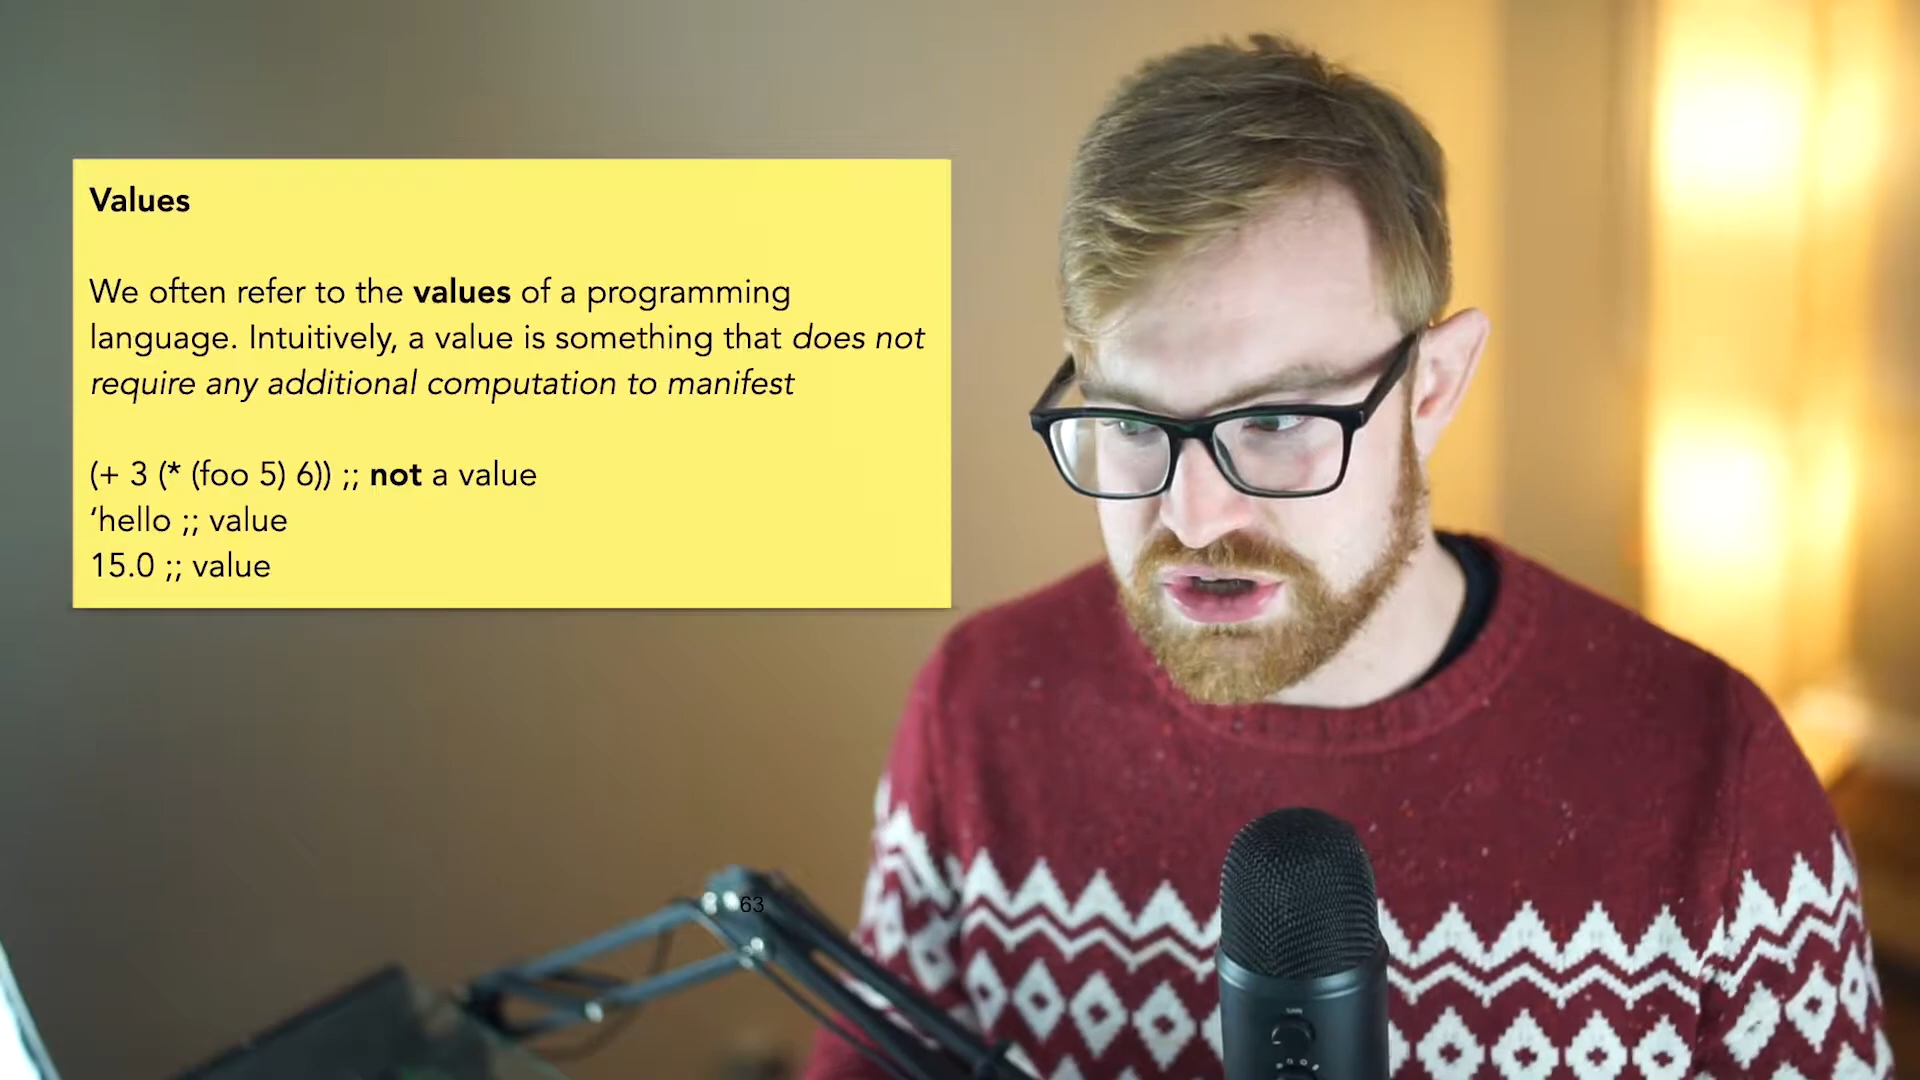 Values
We often refer to the values of a programming
language. Intuitively, a value is something that does not
require any additional computation to manifest
(+ 3 (* (foo 5) 6)) ;; not a value
‘hello ;; value
15.0 ;; value
63